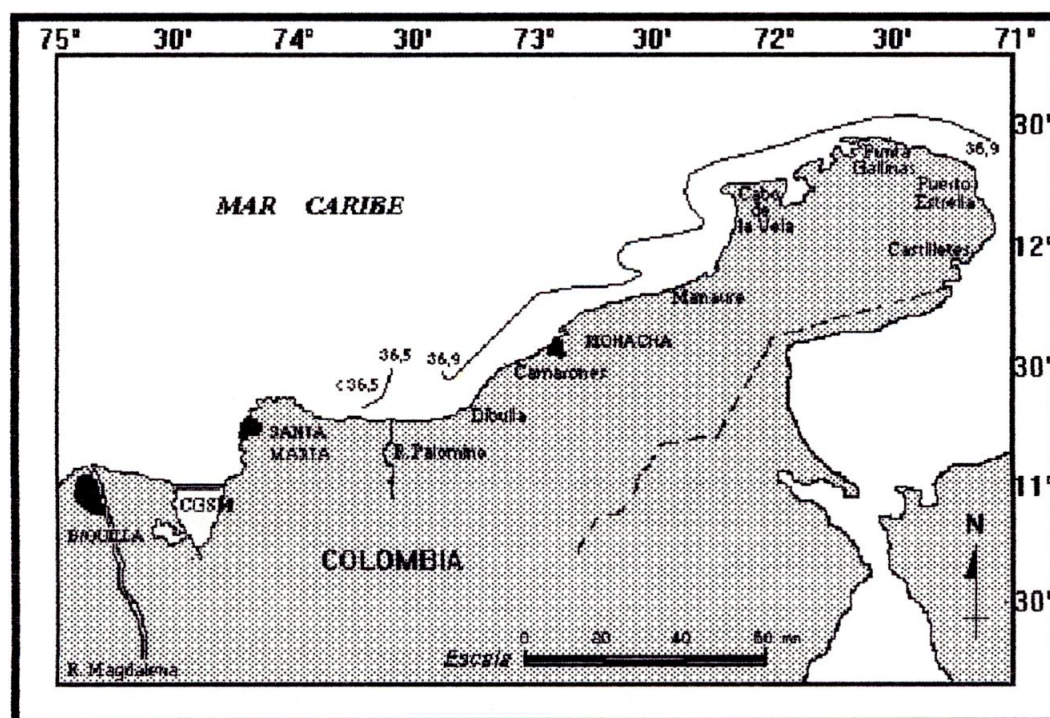 75° 30' 74° 30' 73° 30' 72° 30' 71°
30'
36,9
Punta
Gallinas
Puerto
Estrella
MAR CARIBE
Cabo
de
la Vela
12°
Castilletes
Manaure
RIOHACHA
36,5 36,9
30'
Camarones
< 36,5
Dibulla
SANTA
MARTA
R. Palomino
11°
CGSM
N
B/QUILLA
COLOMBIA
30'
0 20 40 60 mn
Escala
R. Magdalena